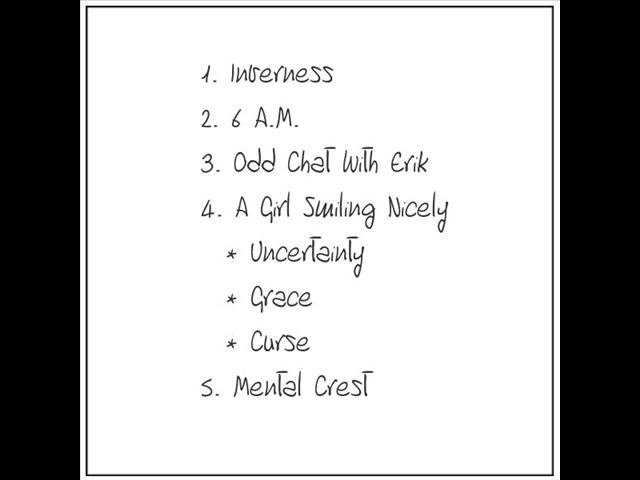 1. Inverness
2. 6 A.M.
3. Odd Chat With Erik
4. A Girl Smiling Nicely
* Uncertainty
* Grace
* Curse
5. Mental Crest